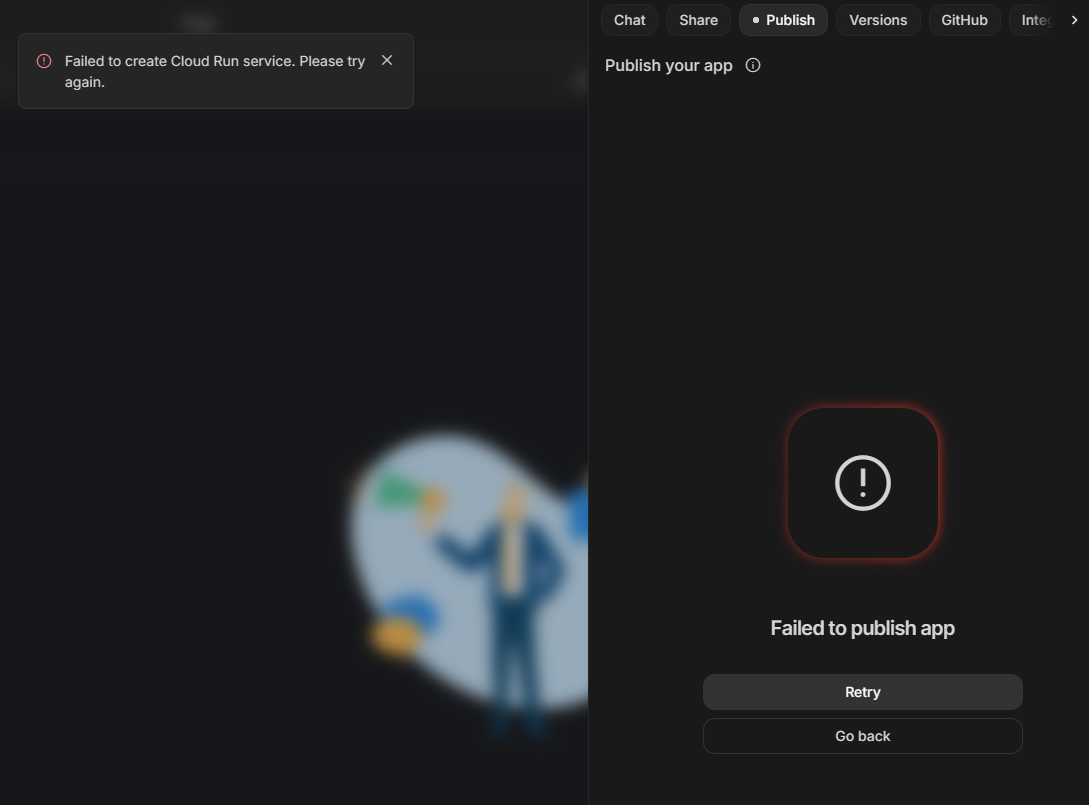 Failed to create Cloud Run service. Please try
again.
Chat
Share
Publish
Versions
GitHub
Publish your app
Failed to publish app
Retry
Go back